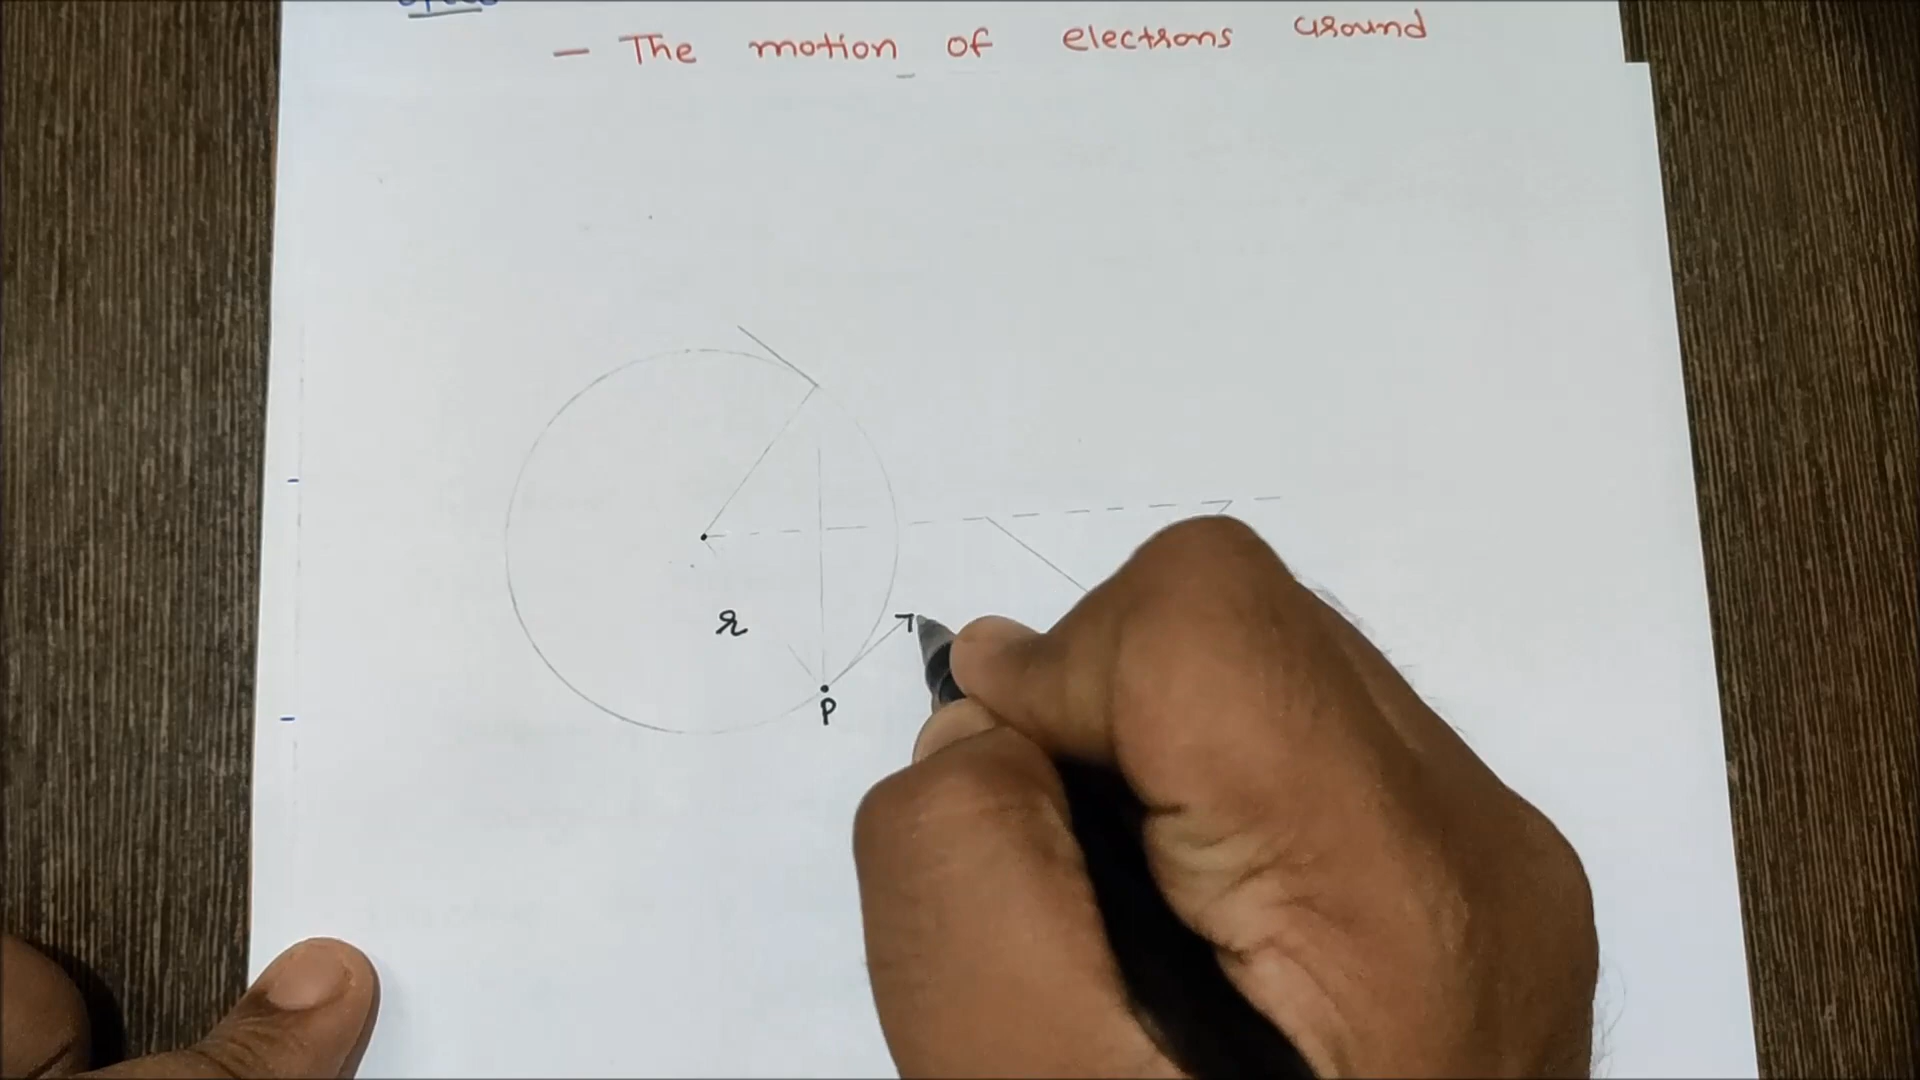 — The motion of electrons around
r
P